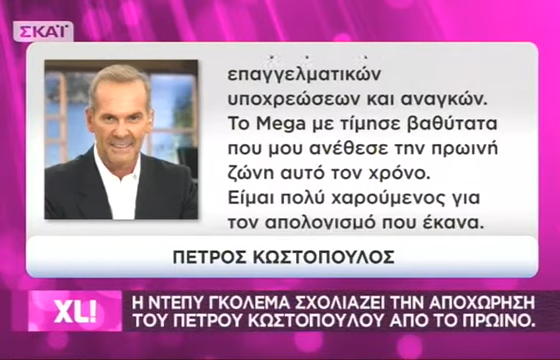 ΣΚΑΪ
επαγγελματικών
υποχρεώσεων και αναγκών.
Το Mega με τίμησε βαθύτατα
που μου ανέθεσε την πρωινή
ζώνη αυτό τον χρόνο.
Είμαι πολύ χαρούμενος για
τον απολογισμό που έκανα.
ΠΕΤΡΟΣ ΚΩΣΤΟΠΟΥΛΟΣ
XL!
Η ΝΤΕΠΥ ΓΚΟΛΕΜΑ ΣΧΟΛΙΑΖΕΙ ΤΗΝ ΑΠΟΧΩΡΗΣΗ
ΤΟΥ ΠΕΤΡΟΥ ΚΩΣΤΟΠΟΥΛΟΥ ΑΠΟ ΤΟ ΠΡΩΙΝΟ.